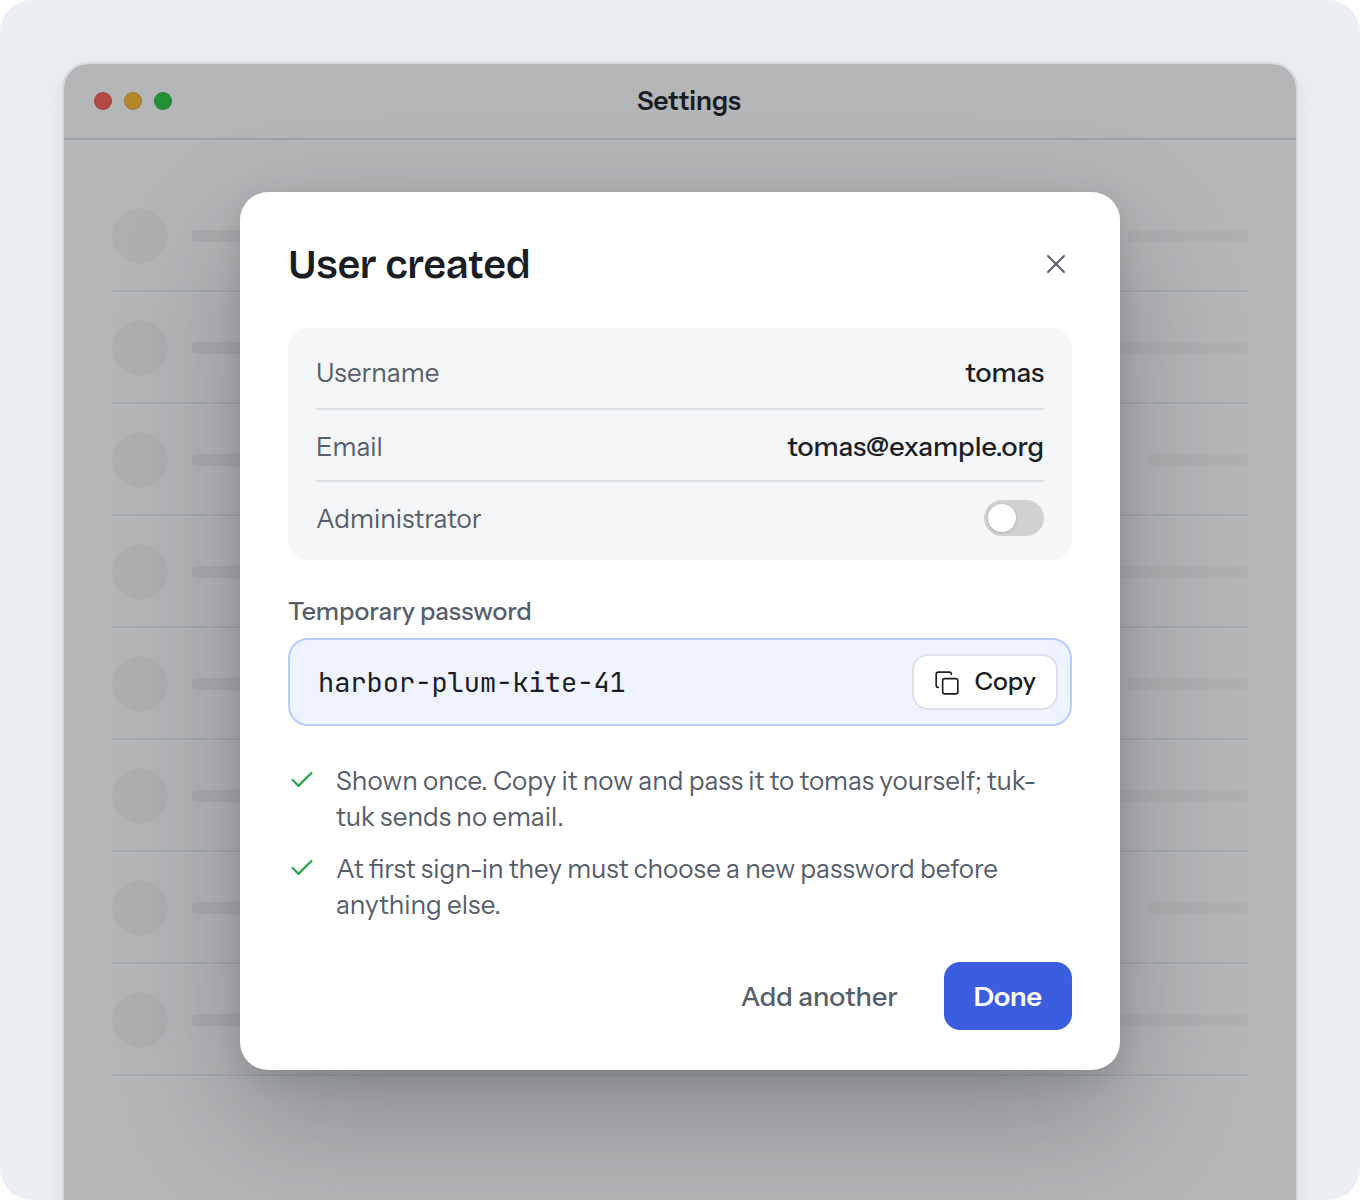 Settings
User created
Username tomas
Email tomas@example.org
Administrator
Temporary password
harbor-plum-kite-41 Copy
Shown once. Copy it now and pass it to tomas yourself; tuk-
tuk sends no email.
At first sign-in they must choose a new password before
anything else.
Add another Done